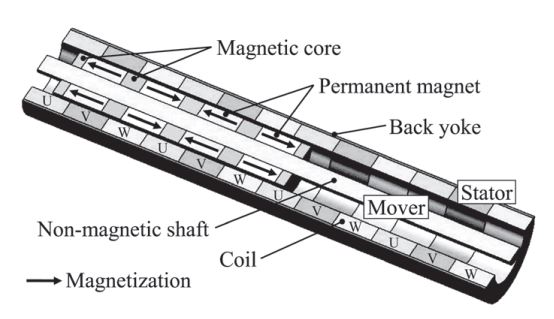 Magnetic core
Permanent magnet
Back yoke
Stator
Mover
U V W U V W U V W U V W
Non-magnetic shaft
Coil
Magnetization